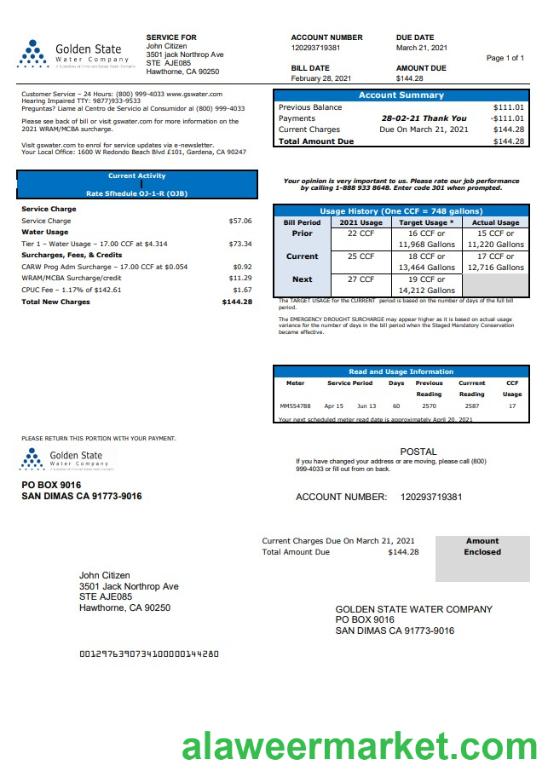 Golden State
Water Company
SERVICE FOR
John Citizen
3501 jack Northrop Ave
STE AJE085
Hawthorne, CA 90250
ACCOUNT NUMBER
120293719381
BILL DATE
February 28, 2021
DUE DATE
March 21, 2021
AMOUNT DUE
$144.28
Page 1 of 1
Customer Service – 24 Hours: (800) 999-4033 www.gswater.com
Hearing Impaired TTY: 9877)933-9533
Preguntas? Llame al Centro de Servicio al Consumidor al (800) 999-4033
Please see back of bill or visit gswater.com for more information on the
2021 WRAM/MCBA surcharge.
Visit gswater.com to enrol for service updates via e-newsletter.
Your Local Office: 1600 W Redondo Beach Blvd £101, Gardena, CA 90247
Account Summary
Previous Balance $111.01
Payments 28-02-21 Thank You -$111.01
Current Charges Due On March 21, 2021 $144.28
Total Amount Due $144.28
Current Activity
Rate Sfhedule OJ-1-R (OJB)
Service Charge
Service Charge $57.06
Water Usage
Tier 1 – Water Usage – 17.00 CCF at $4.314 $73.34
Surcharges, Fees, & Credits
CARW Prog Adm Surcharge – 17.00 CCF at $0.054 $0.92
WRAM/MCBA Surcharge/credit $11.29
CPUC Fee – 1.17% of $142.61 $1.67
Total New Charges $144.28
Your opinion is very important to us. Please rate our job performance
by calling 1-888 933 8648. Enter code 301 when prompted.
Usage History (One CCF = 748 gallons)
Bill Period 2021 Usage Target Usage * Actual Usage
Prior 22 CCF 16 CCF or 15 CCF or
11,968 Gallons 11,220 Gallons
Current 25 CCF 18 CCF or 17 CCF or
13,464 Gallons 12,716 Gallons
Next 27 CCF 19 CCF or
14,212 Gallons
The TARGET USAGE for the CURRENT period is based on the number of days of the full bill
period.
The EMERGENCY DROUGHT SURCHARGE may appear higher as it is based on actual usage
variance for the number of days in the bill period when the Staged Mandatory Conservation
became effective.
Read and Usage Information
Meter Service Period Days Previous Currrent CCF
Reading Reading Usage
MM554788 Apr 15 Jun 13 60 2570 2587 17
Your next scheduled meter read date is approximately April 20, 2021
PLEASE RETURN THIS PORTION WITH YOUR PAYMENT.
Golden State
Water Company
PO BOX 9016
SAN DIMAS CA 91773-9016
POSTAL
If you have changed your address or are moving, please call (800)
999-4033 or fill out from on back.
ACCOUNT NUMBER: 120293719381
Current Charges Due On March 21, 2021
Total Amount Due $144.28
Amount
Enclosed
John Citizen
3501 Jack Northrop Ave
STE AJE085
Hawthorne, CA 90250
GOLDEN STATE WATER COMPANY
PO BOX 9016
SAN DIMAS CA 91773-9016
0012976390734100000144280
alaweermarket.com